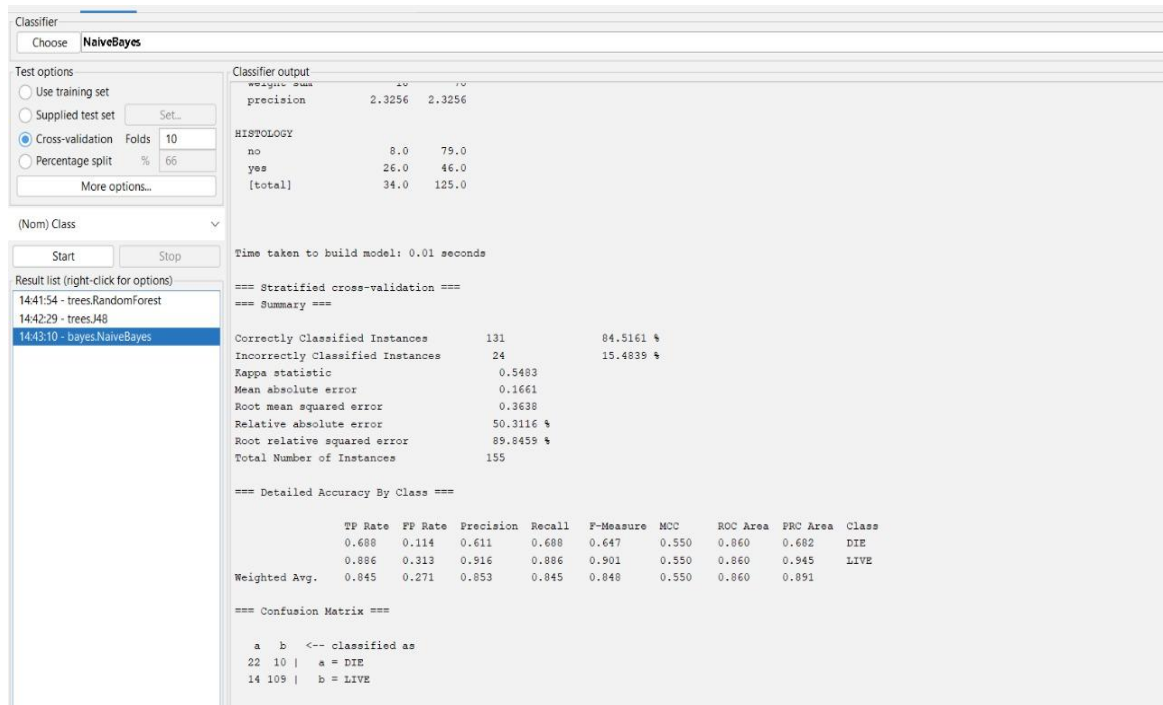 Classifier
Choose NaiveBayes
Test options
Use training set
Supplied test set Set...
Cross-validation Folds 10
Percentage split % 66
More options...
(Nom) Class
Start Stop
Result list (right-click for options)
14:41:54 - trees.RandomForest
14:42:29 - trees.J48
14:43:10 - bayes.NaiveBayes
Classifier output
precision 2.3256 2.3256
HISTOLOGY
no 8.0 79.0
yes 26.0 46.0
[total] 34.0 125.0
Time taken to build model: 0.01 seconds
=== Stratified cross-validation ===
=== Summary ===
Correctly Classified Instances 131 84.5161 %
Incorrectly Classified Instances 24 15.4839 %
Kappa statistic 0.5483
Mean absolute error 0.1661
Root mean squared error 0.3638
Relative absolute error 50.3116 %
Root relative squared error 89.8459 %
Total Number of Instances 155
=== Detailed Accuracy By Class ===
TP Rate FP Rate Precision Recall F-Measure MCC ROC Area PRC Area Class
0.688 0.114 0.611 0.688 0.647 0.550 0.860 0.682 DIE
0.886 0.313 0.916 0.886 0.901 0.550 0.860 0.945 LIVE
Weighted Avg. 0.845 0.271 0.853 0.845 0.848 0.550 0.860 0.891
=== Confusion Matrix ===
a b <-- classified as
22 10 | a = DIE
14 109 | b = LIVE